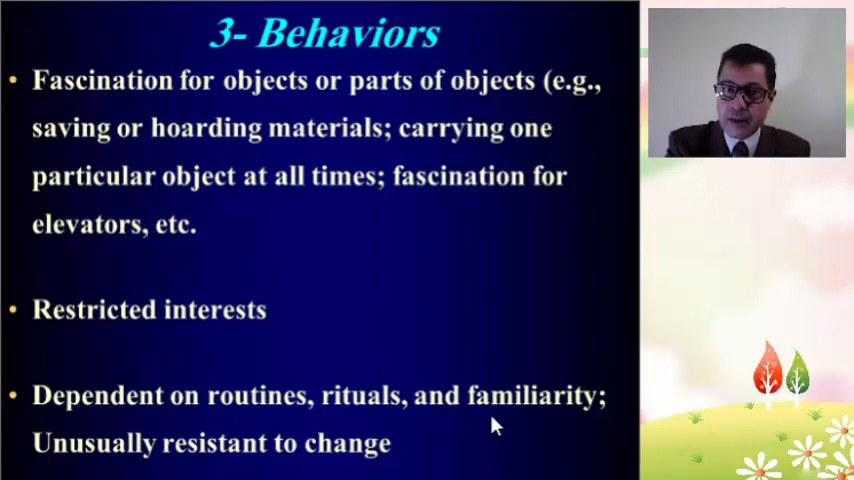 3- Behaviors
• Fascination for objects or parts of objects (e.g.,
saving or hoarding materials; carrying one
particular object at all times; fascination for
elevators, etc.
• Restricted interests
• Dependent on routines, rituals, and familiarity;
Unusually resistant to change